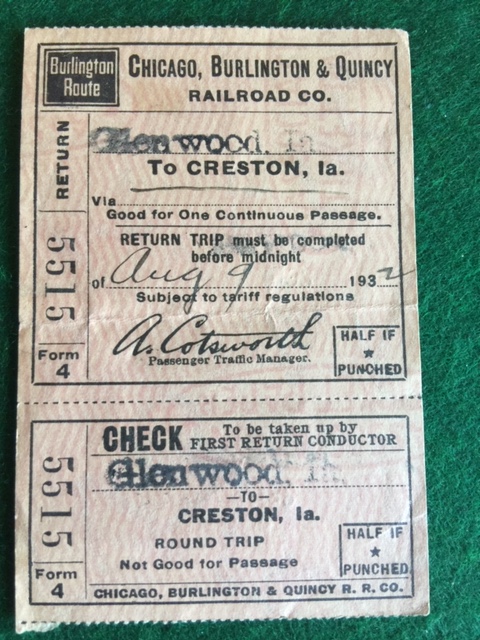 Burlington
Route
CHICAGO, BURLINGTON & QUINCY
RAILROAD CO.
RETURN
Glenwood, Ia.
To CRESTON, Ia.
Via
Good for One Continuous Passage.
5515
RETURN TRIP must be completed
before midnight
of Aug 9 1932
Subject to tariff regulations
A. Cotsworth
Passenger Traffic Manager.
Form
4
HALF IF
★
PUNCHED
CHECK To be taken up by
FIRST RETURN CONDUCTOR
5515
Glenwood, Ia.
—TO—
CRESTON, Ia.
ROUND TRIP
Not Good for Passage
Form
4
HALF IF
★
PUNCHED
CHICAGO, BURLINGTON & QUINCY R. R. CO.